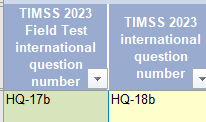 TIMSS 2023
Field Test
international
question
number
TIMSS 2023
international
question
number
HQ-17b
HQ-18b